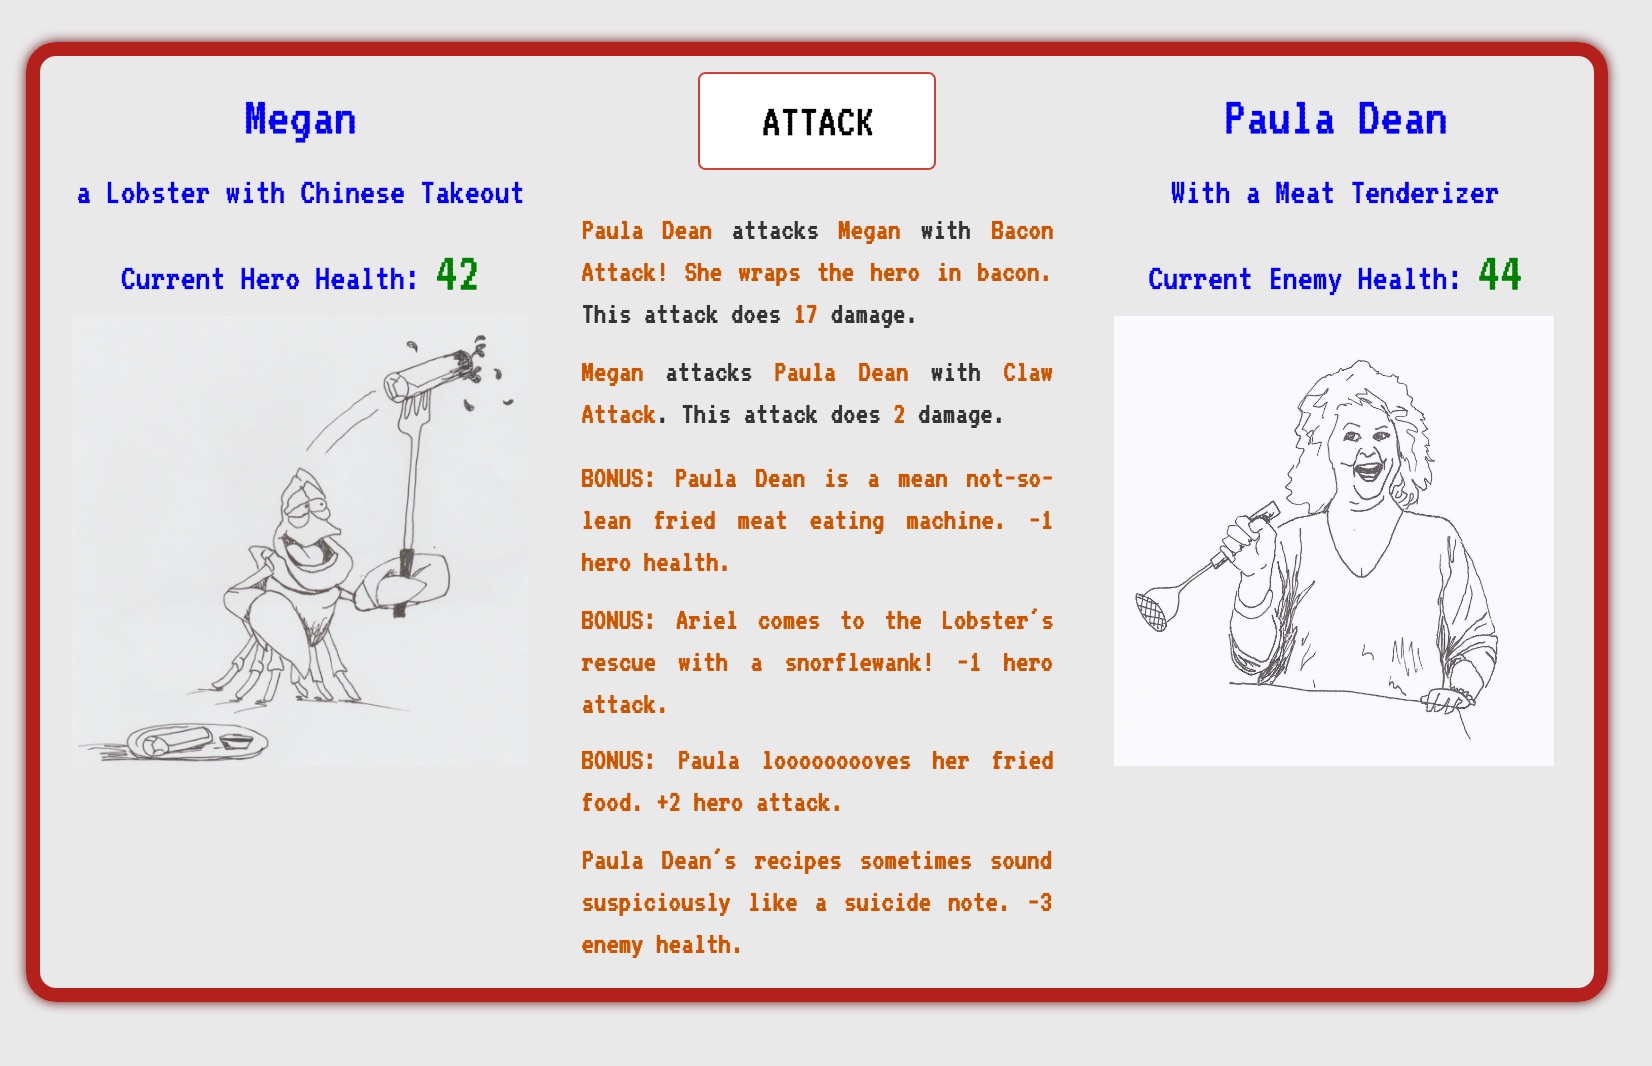 Megan
a Lobster with Chinese Takeout
Current Hero Health: 42
ATTACK
Paula Dean attacks Megan with Bacon
Attack! She wraps the hero in bacon.
This attack does 17 damage.
Megan attacks Paula Dean with Claw
Attack. This attack does 2 damage.
BONUS: Paula Dean is a mean not-so-
lean fried meat eating machine. -1
hero health.
BONUS: Ariel comes to the Lobster's
rescue with a snorflewank! -1 hero
attack.
BONUS: Paula looooooooves her fried
food. +2 hero attack.
Paula Dean's recipes sometimes sound
suspiciously like a suicide note. -3
enemy health.
Paula Dean
With a Meat Tenderizer
Current Enemy Health: 44